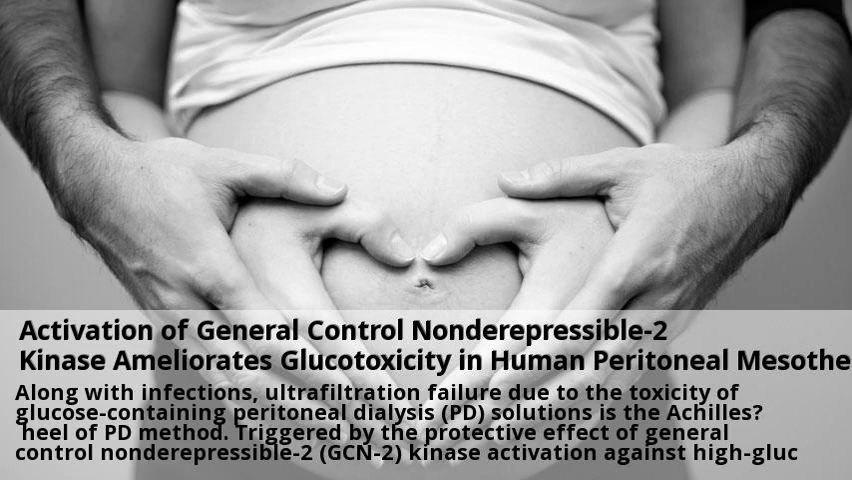 Activation of General Control Nonderepressible-2
Kinase Ameliorates Glucotoxicity in Human Peritoneal Mesothe
Along with infections, ultrafiltration failure due to the toxicity of
glucose-containing peritoneal dialysis (PD) solutions is the Achilles?
heel of PD method. Triggered by the protective effect of general
control nonderepressible-2 (GCN-2) kinase activation against high-gluc